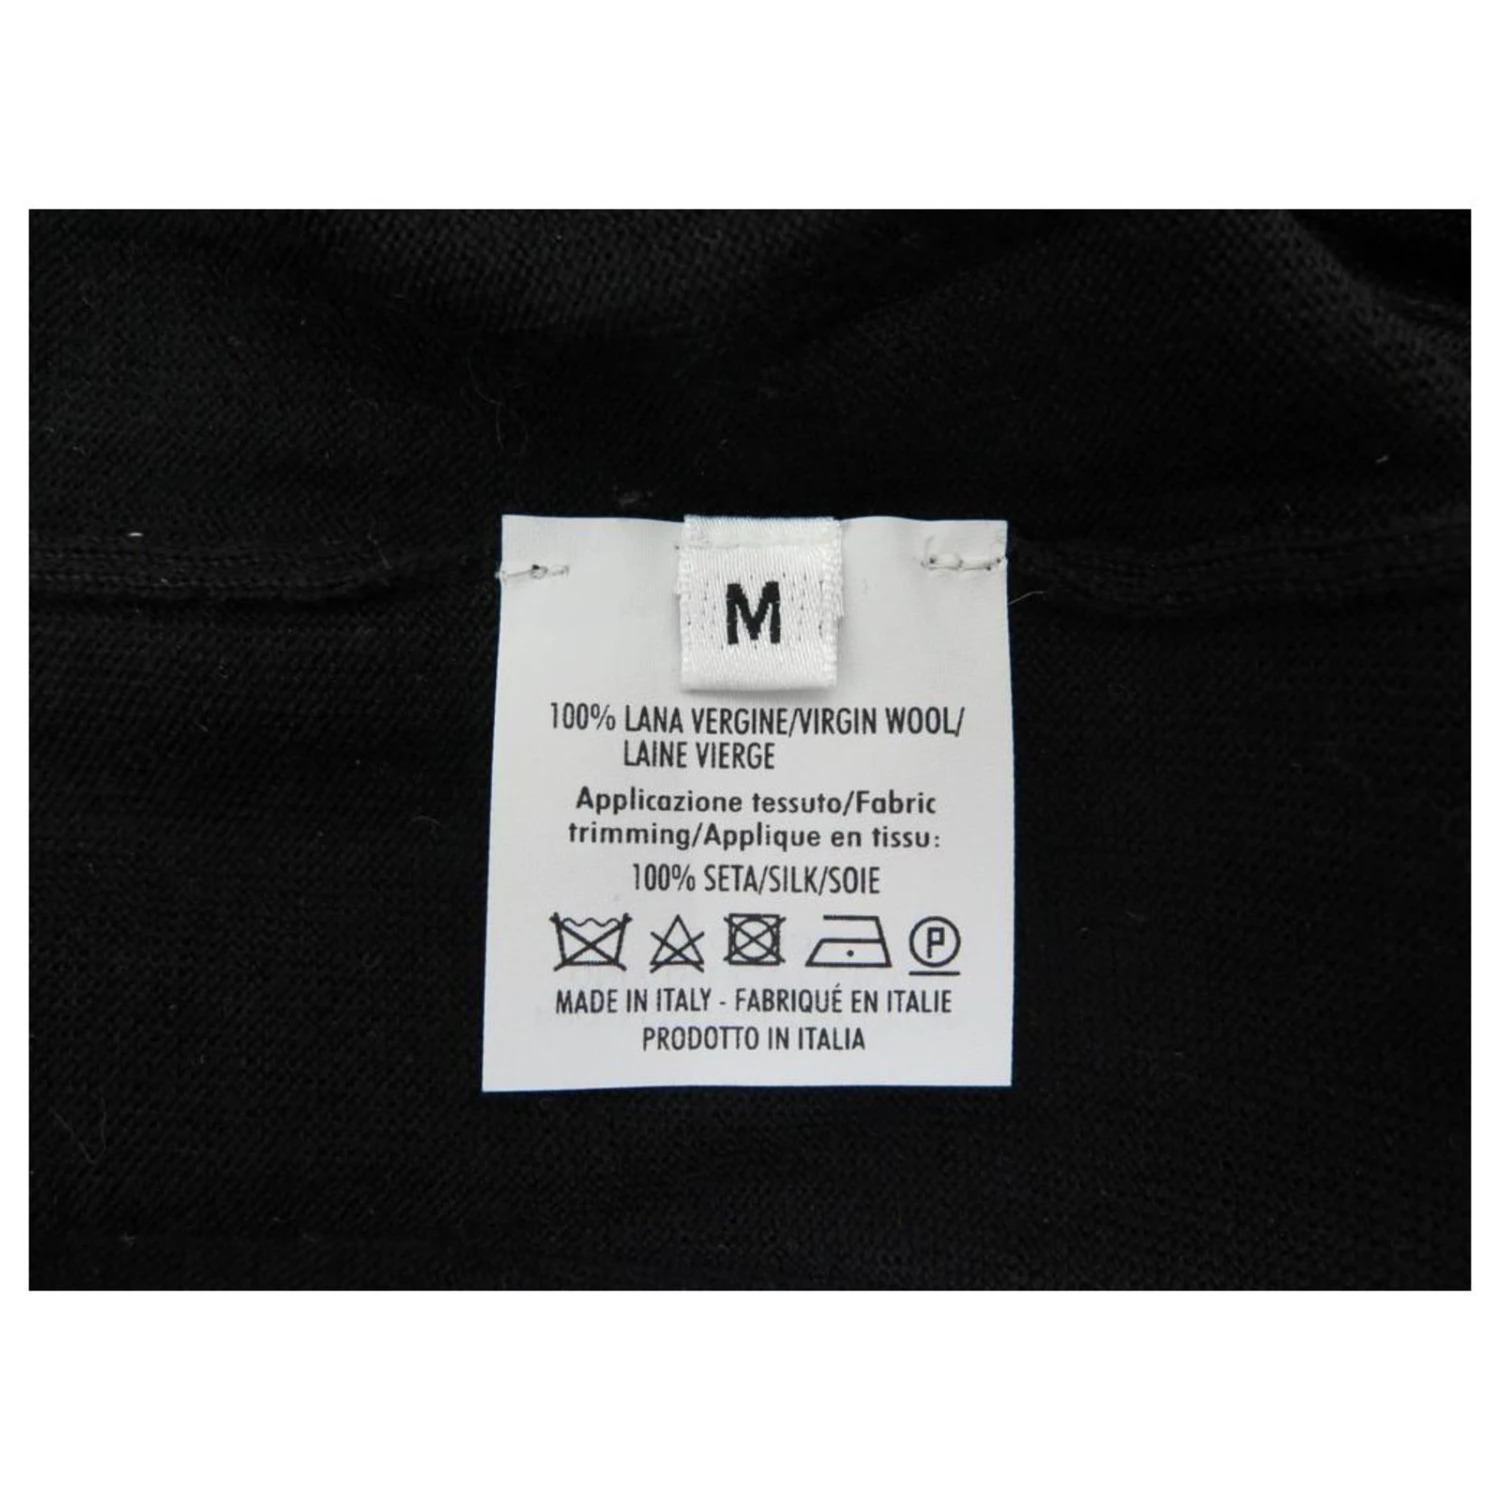 M
100% LANA VERGINE/VIRGIN WOOL/
LAINE VIERGE
Applicazione tessuto/Fabric
trimming/Applique en tissu:
100% SETA/SILK/SOIE
P
MADE IN ITALY - FABRIQUÉ EN ITALIE
PRODOTTO IN ITALIA